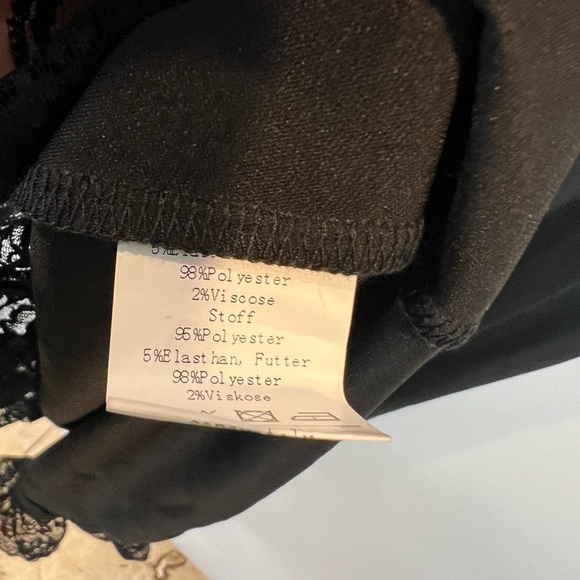 98%Polyester
2%Viscose
Stoff
95%Polyester
5%Elasthan, Futter
98%Polyester
2%Viskose